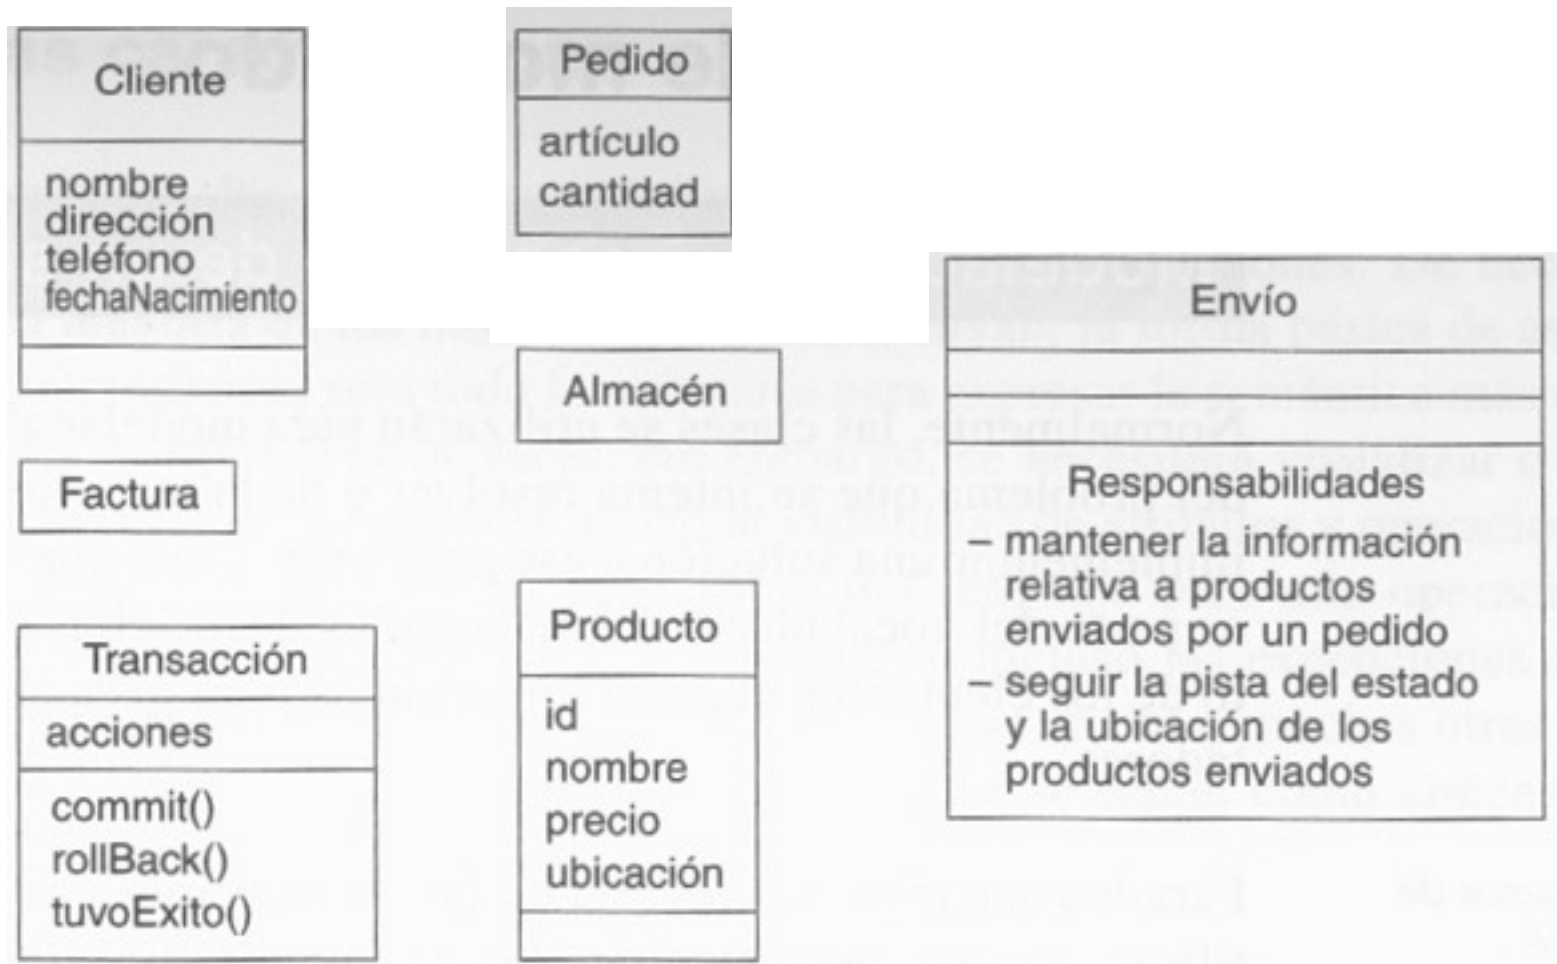 Cliente
nombre
dirección
teléfono
fechaNacimiento
Pedido
artículo
cantidad
Almacén
Factura
Transacción
acciones
commit()
rollBack()
tuvoExito()
Producto
id
nombre
precio
ubicación
Envío
Responsabilidades
– mantener la información
relativa a productos
enviados por un pedido
– seguir la pista del estado
y la ubicación de los
productos enviados